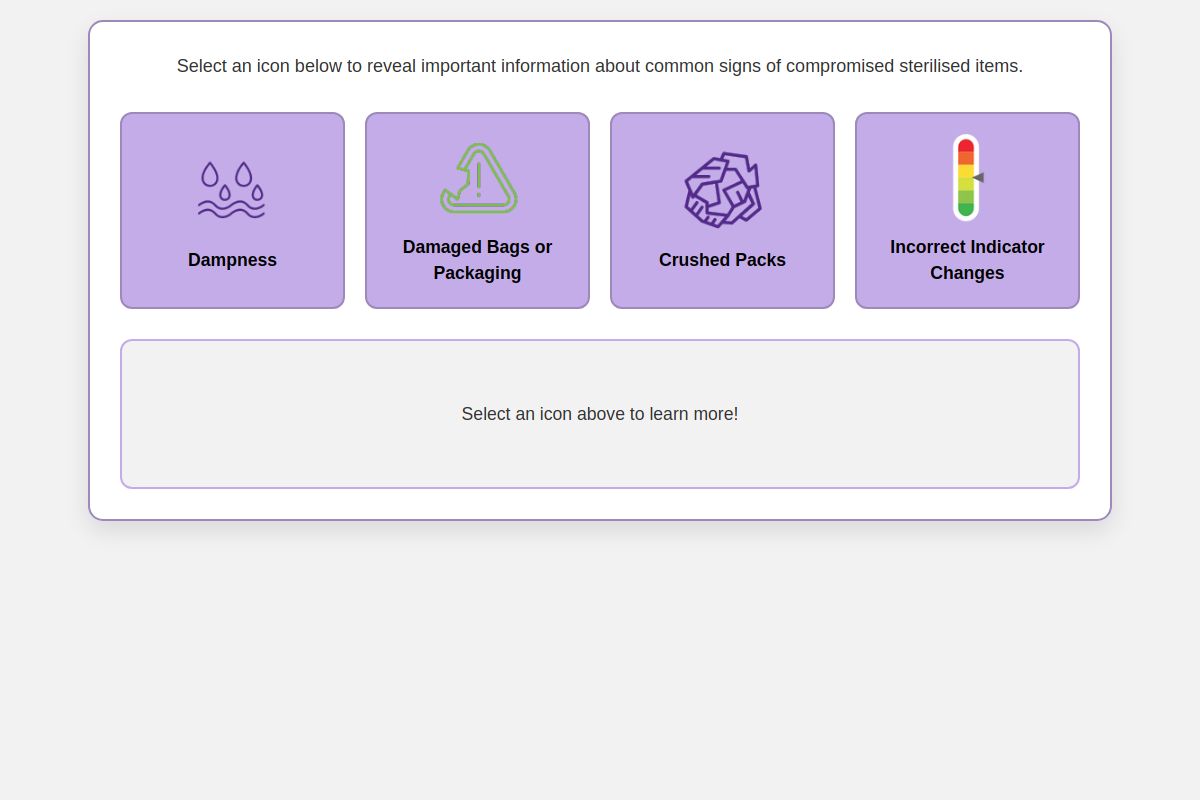 Select an icon below to reveal important information about common signs of compromised sterilised items.
Dampness
Damaged Bags or
Packaging
Crushed Packs
Incorrect Indicator
Changes
Select an icon above to learn more!